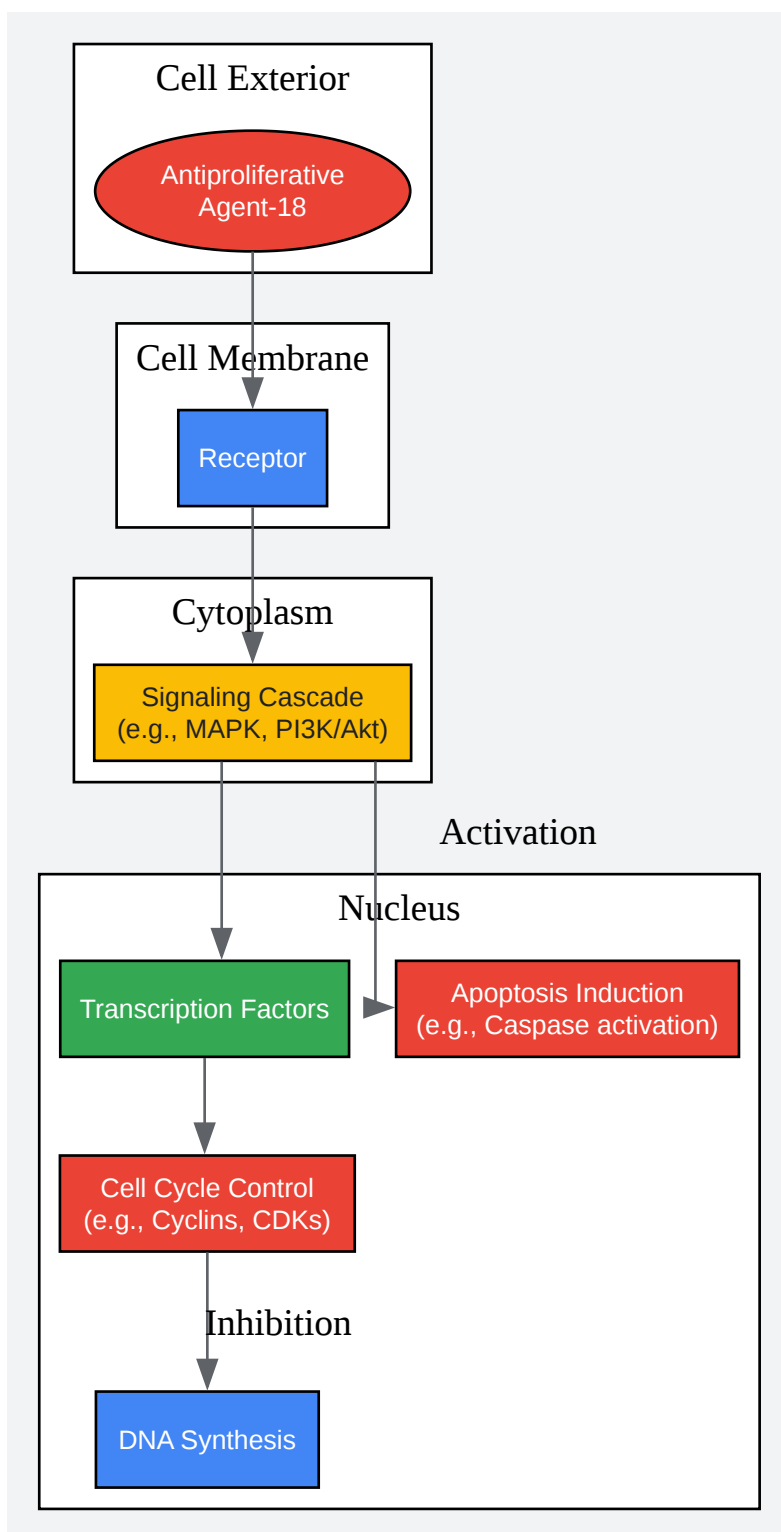 Cell Exterior
Antiproliferative
Agent-18
Cell Membrane
Receptor
Cytoplasm
Signaling Cascade
(e.g., MAPK, PI3K/Akt)
Activation
Nucleus
Transcription Factors
Apoptosis Induction
(e.g., Caspase activation)
Cell Cycle Control
(e.g., Cyclins, CDKs)
Inhibition
DNA Synthesis